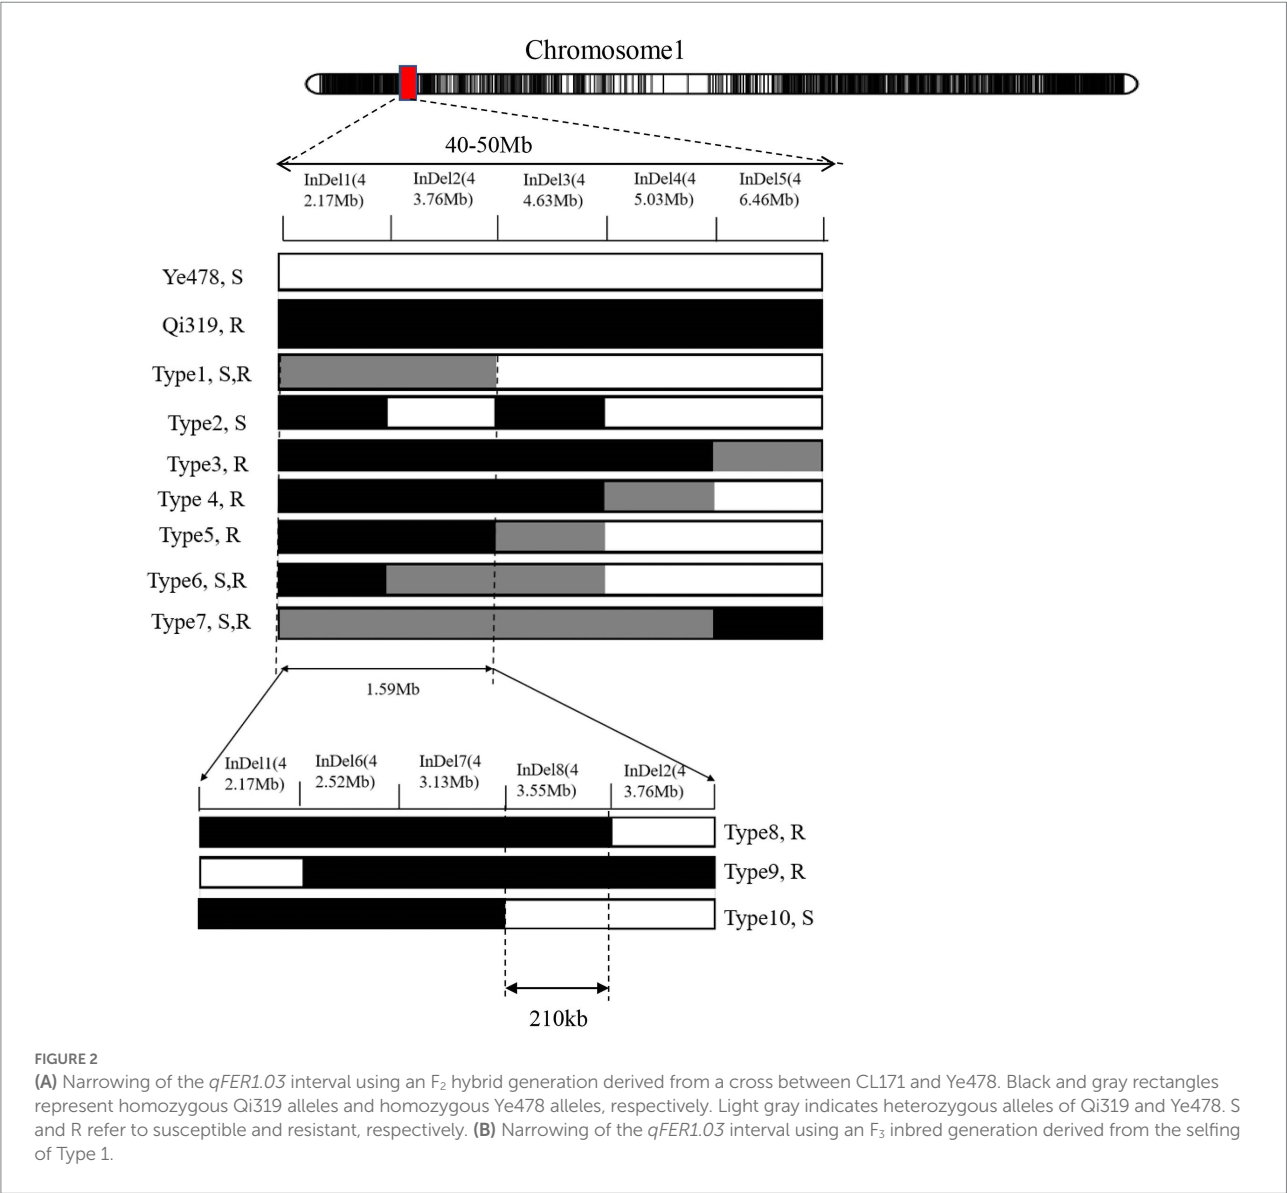 Chromosome1
40-50Mb
InDel1(4
2.17Mb)
InDel2(4
3.76Mb)
InDel3(4
4.63Mb)
InDel4(4
5.03Mb)
InDel5(4
6.46Mb)
Ye478, S
Qi319, R
Type1, S,R
Type2, S
Type3, R
Type 4, R
Type5, R
Type6, S,R
Type7, S,R
1.59Mb
InDel1(4
2.17Mb)
InDel6(4
2.52Mb)
InDel7(4
3.13Mb)
InDel8(4
3.55Mb)
InDel2(4
3.76Mb)
Type8, R
Type9, R
Type10, S
210kb
FIGURE 2
(A) Narrowing of the qFER1.03 interval using an F₂ hybrid generation derived from a cross between CL171 and Ye478. Black and gray rectangles
represent homozygous Qi319 alleles and homozygous Ye478 alleles, respectively. Light gray indicates heterozygous alleles of Qi319 and Ye478. S
and R refer to susceptible and resistant, respectively. (B) Narrowing of the qFER1.03 interval using an F₃ inbred generation derived from the selfing
of Type 1.